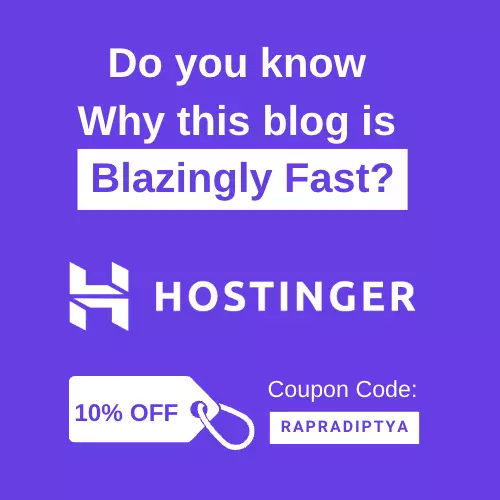 Do you know
Why this blog is
Blazingly Fast?
HOSTINGER
10% OFF
Coupon Code:
RAPRADIPTYA